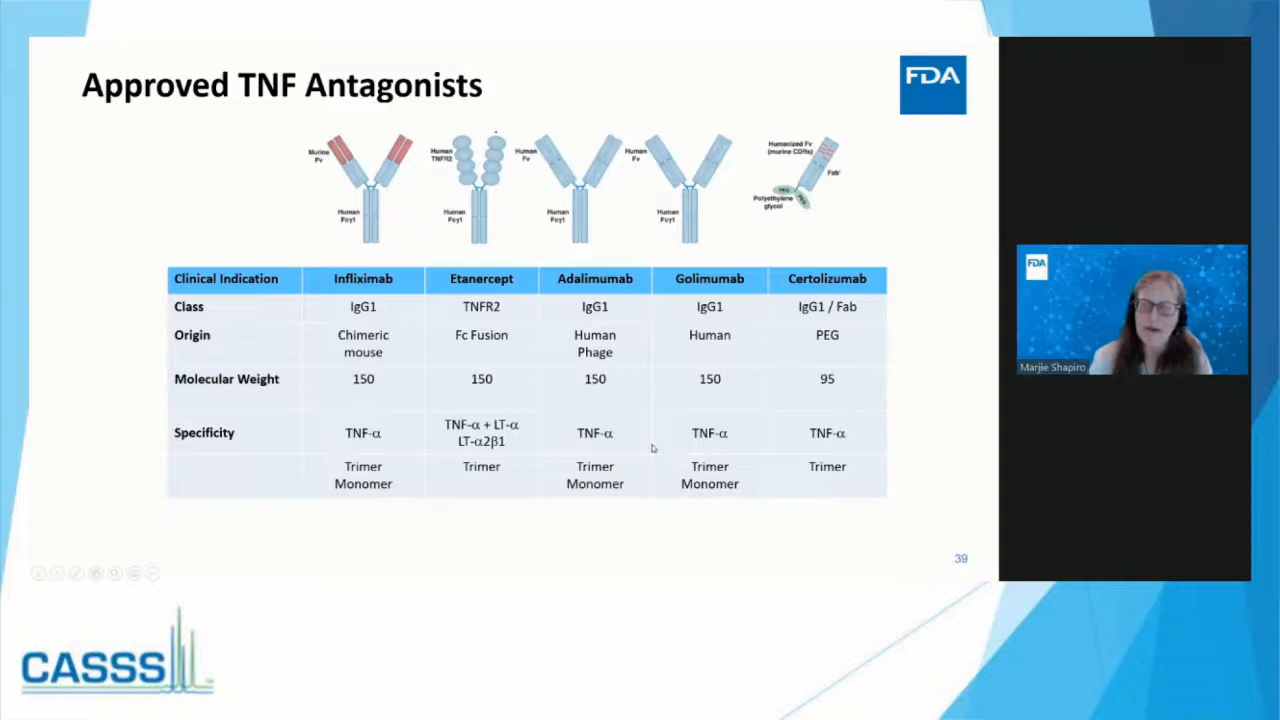 Approved TNF Antagonists
FDA
Murine
Fv
Human
Fcγ1
Human
TNFR2
Human
Fcγ1
Human
Fv
Human
Fcγ1
Human
Fv
Human
Fcγ1
Humanized Fv
(murine CDRs)
Fab'
PEG
PEG
Polyethylene
glycol
Clinical Indication Infliximab Etanercept Adalimumab Golimumab Certolizumab
Class IgG1 TNFR2 IgG1 IgG1 IgG1 / Fab
Origin Chimeric mouse Fc Fusion Human Phage Human PEG
Molecular Weight 150 150 150 150 95
Specificity TNF-α TNF-α + LT-α LT-α2β1 TNF-α TNF-α TNF-α
Trimer Monomer Trimer Trimer Monomer Trimer Monomer Trimer
39
FDA
Marjie Shapiro
CASSS